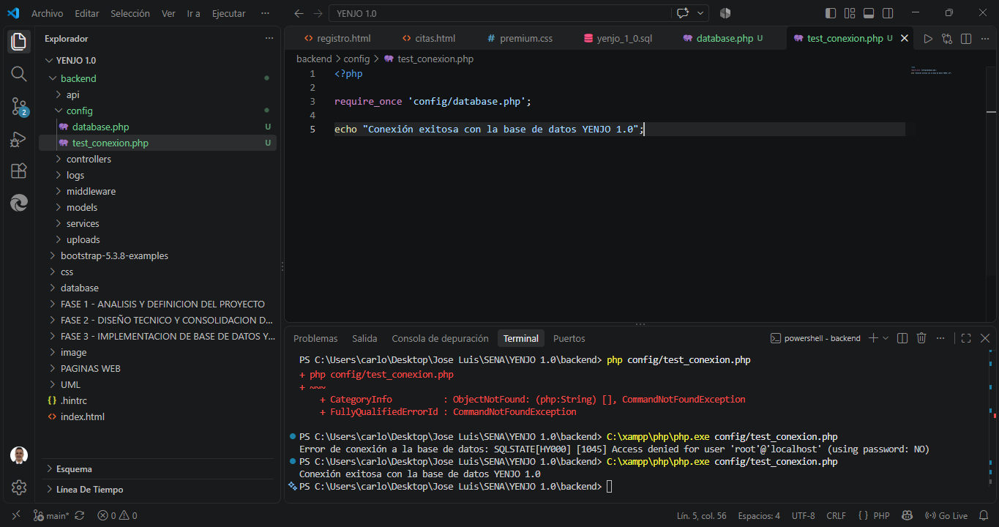 Archivo Editar Selección Ver Ir a Ejecutar ··· YENJO 1.0
Explorador ···
YENJO 1.0
backend
api
config
database.php U
test_conexion.php U
controllers
logs
middleware
models
services
uploads
bootstrap-5.3.8-examples
css
database
FASE 1 - ANALISIS Y DEFINICION DEL PROYECTO
FASE 2 - DISEÑO TECNICO Y CONSOLIDACION D...
FASE 3 - IMPLEMENTACION DE BASE DE DATOS Y...
image
PAGINAS WEB
UML
{} .hintrc
<> index.html
Esquema
Línea De Tiempo
2
<> registro.html <> citas.html # premium.css yenjo_1_0.sql database.php U test_conexion.php U
backend > config > test_conexion.php
1 <?php
2
3 require_once 'config/database.php';
4
5 echo "Conexión exitosa con la base de datos YENJO 1.0";
Problemas Salida Consola de depuración Terminal Puertos powershell - backend
PS C:\Users\carlo\Desktop\Jose Luis\SENA\YENJO 1.0\backend> php config/test_conexion.php
+ php config/test_conexion.php
+ ~~~
+ CategoryInfo : ObjectNotFound: (php:String) [], CommandNotFoundException
+ FullyQualifiedErrorId : CommandNotFoundException
PS C:\Users\carlo\Desktop\Jose Luis\SENA\YENJO 1.0\backend> C:\xampp\php\php.exe config/test_conexion.php
Error de conexión a la base de datos: SQLSTATE[HY000] [1045] Access denied for user 'root'@'localhost' (using password: NO)
PS C:\Users\carlo\Desktop\Jose Luis\SENA\YENJO 1.0\backend> C:\xampp\php\php.exe config/test_conexion.php
Conexión exitosa con la base de datos YENJO 1.0
PS C:\Users\carlo\Desktop\Jose Luis\SENA\YENJO 1.0\backend>
main* 0 0 Lín. 5, col. 56 Espacios: 4 UTF-8 CRLF {} PHP Go Live